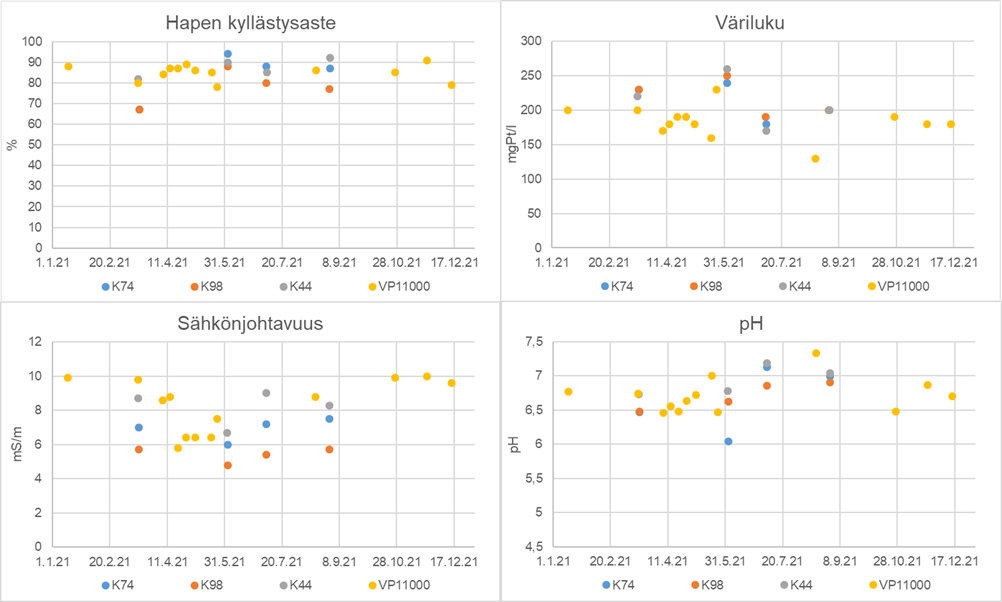 Hapen kyllästysaste
100
90
80
70
60
50
40
30
20
10
0
%
1.1.21 20.2.21 11.4.21 31.5.21 20.7.21 8.9.21 28.10.21 17.12.21
K74 K98 K44 VP11000
Väriluku
300
250
200
150
100
50
0
mgPt/l
1.1.21 20.2.21 11.4.21 31.5.21 20.7.21 8.9.21 28.10.21 17.12.21
K74 K98 K44 VP11000
Sähkönjohtavuus
12
10
8
6
4
2
0
mS/m
1.1.21 20.2.21 11.4.21 31.5.21 20.7.21 8.9.21 28.10.21 17.12.21
K74 K98 K44 VP11000
pH
7,5
7
6,5
6
5,5
5
4,5
pH
1.1.21 20.2.21 11.4.21 31.5.21 20.7.21 8.9.21 28.10.21 17.12.21
K74 K98 K44 VP11000